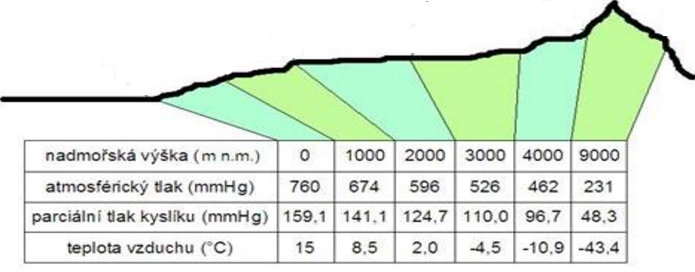 nadmořská výška (m n.m.) 0 1000 2000 3000 4000 9000
atmosférický tlak (mmHg) 760 674 596 526 462 231
parciální tlak kyslíku (mmHg) 159,1 141,1 124,7 110,0 96,7 48,3
teplota vzduchu (°C) 15 8,5 2,0 -4,5 -10,9 -43,4